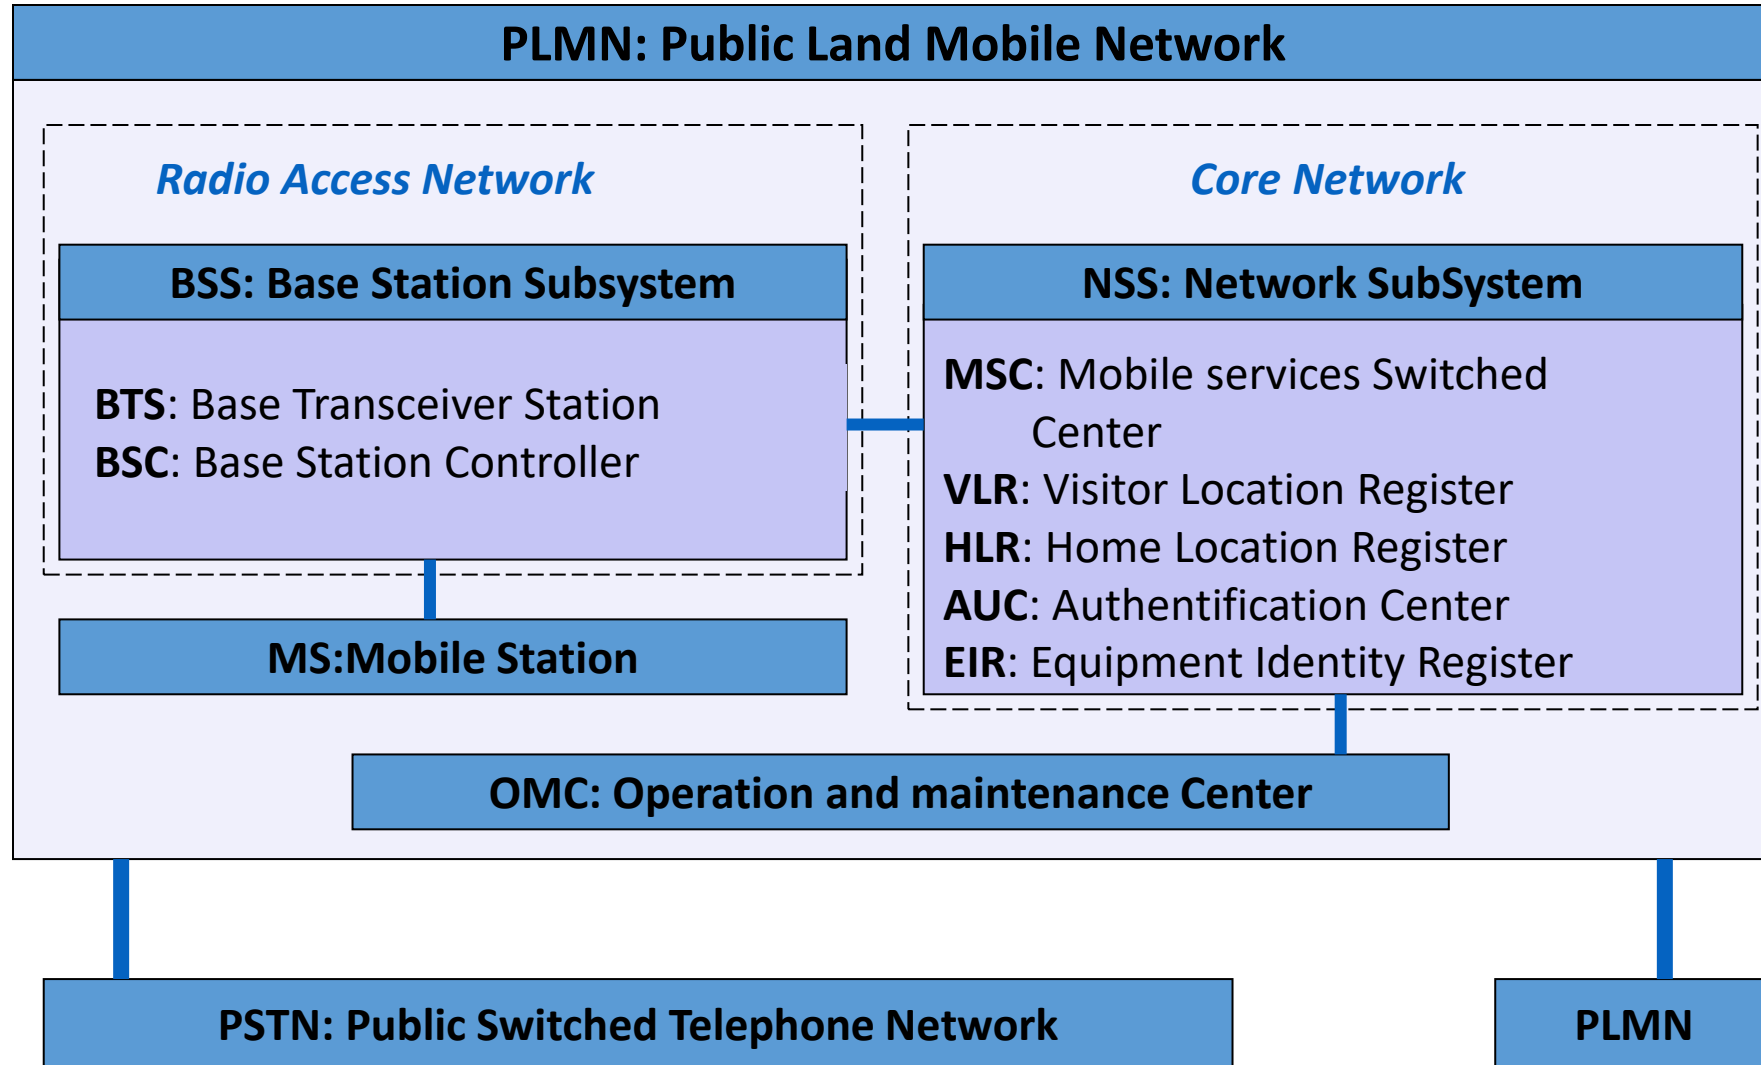 PLMN: Public Land Mobile Network
Radio Access Network
BSS: Base Station Subsystem
BTS: Base Transceiver Station
BSC: Base Station Controller
MS:Mobile Station
Core Network
NSS: Network SubSystem
MSC: Mobile services Switched
Center
VLR: Visitor Location Register
HLR: Home Location Register
AUC: Authentification Center
EIR: Equipment Identity Register
OMC: Operation and maintenance Center
PSTN: Public Switched Telephone Network
PLMN